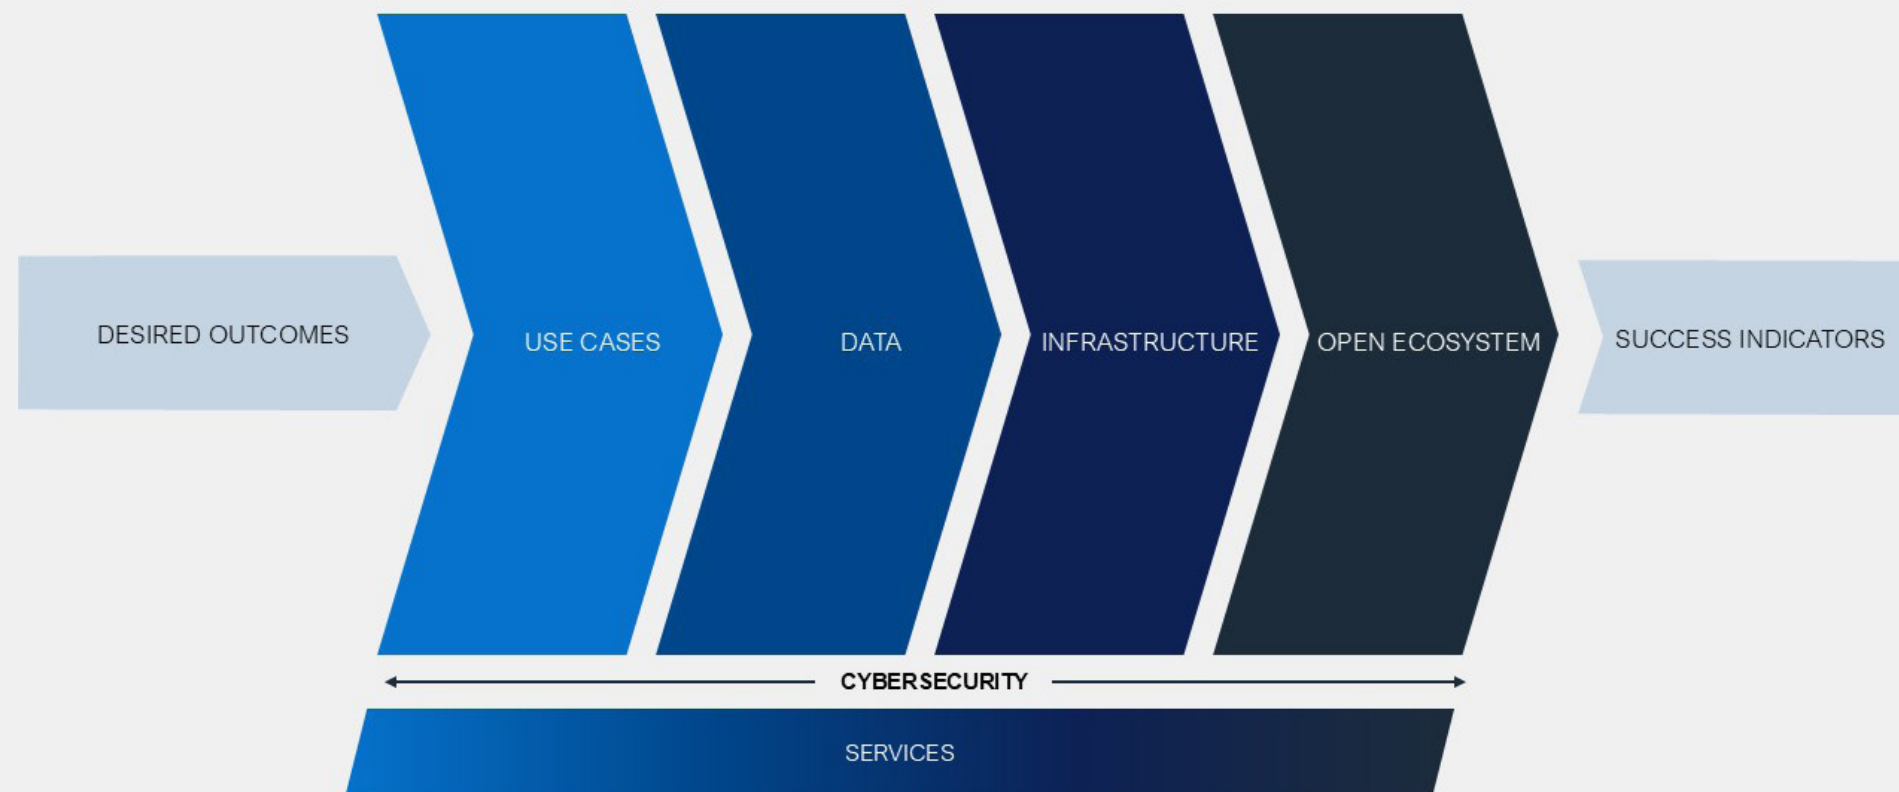 DESIRED OUTCOMES
USE CASES
DATA
INFRASTRUCTURE
OPEN ECOSYSTEM
SUCCESS INDICATORS
CYBERSECURITY
SERVICES